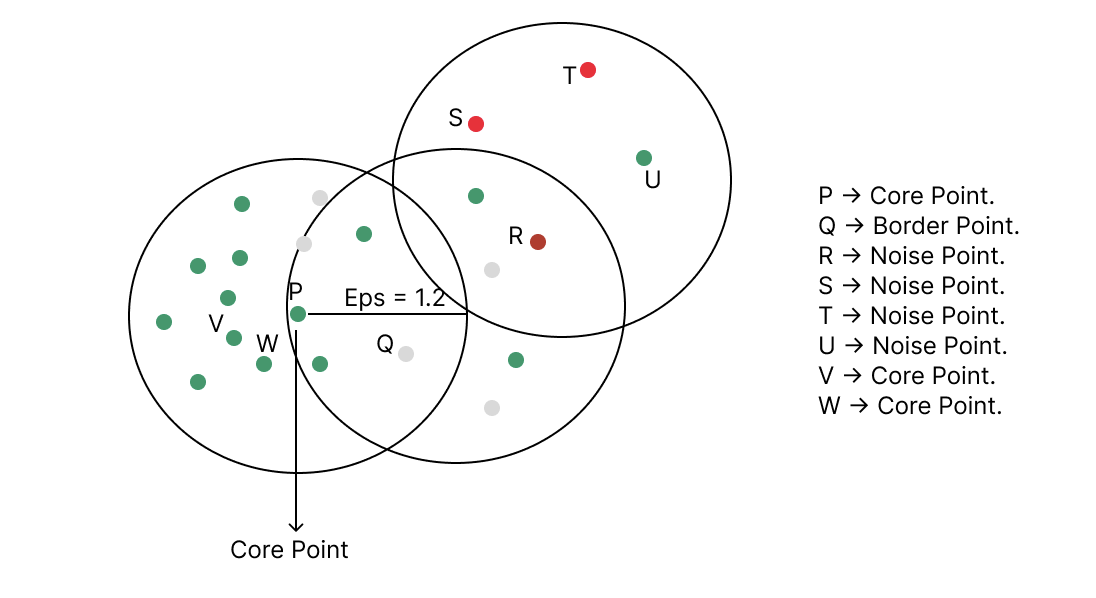 T
S
U
R
P
Eps = 1.2
V
W
Q
Core Point
P → Core Point.
Q → Border Point.
R → Noise Point.
S → Noise Point.
T → Noise Point.
U → Noise Point.
V → Core Point.
W → Core Point.